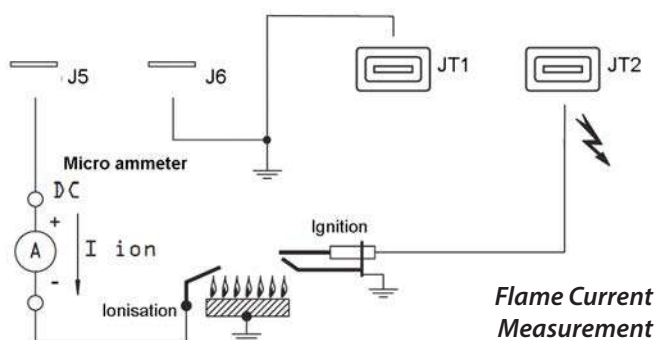 J5
J6
JT1
JT2
Micro ammeter
DC
+
A
I ion
-
Ignition
Ionisation
Flame Current
Measurement